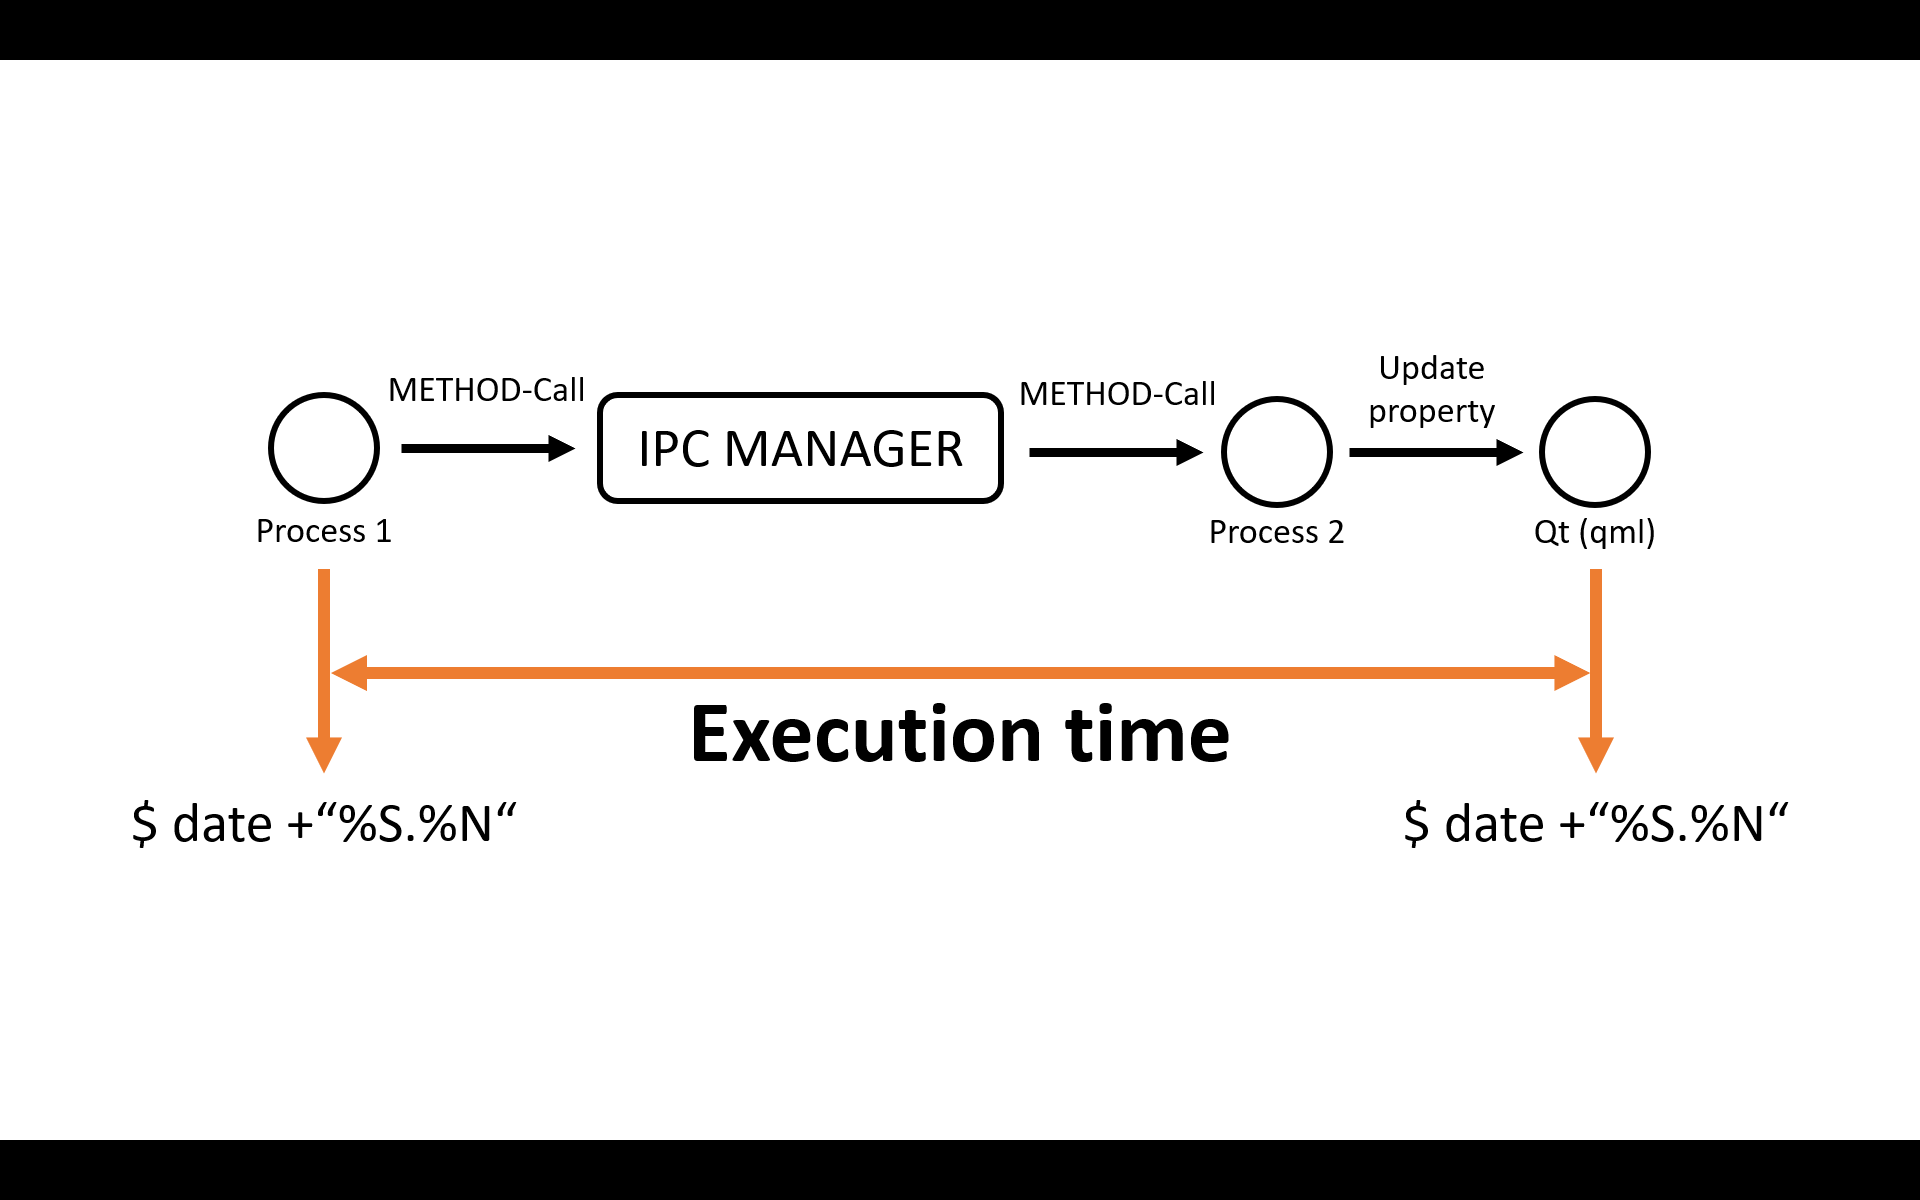 METHOD-Call
IPC MANAGER
METHOD-Call
Update
property
Process 1
Process 2
Qt (qml)
Execution time
$ date +“%S.%N“
$ date +“%S.%N“